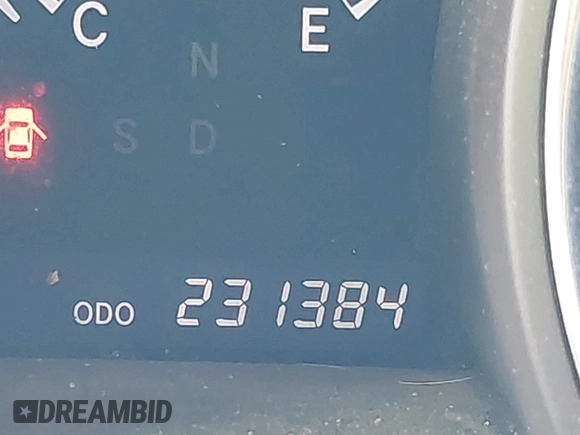 C E
N
S D
ODO 231384
DREAMBID